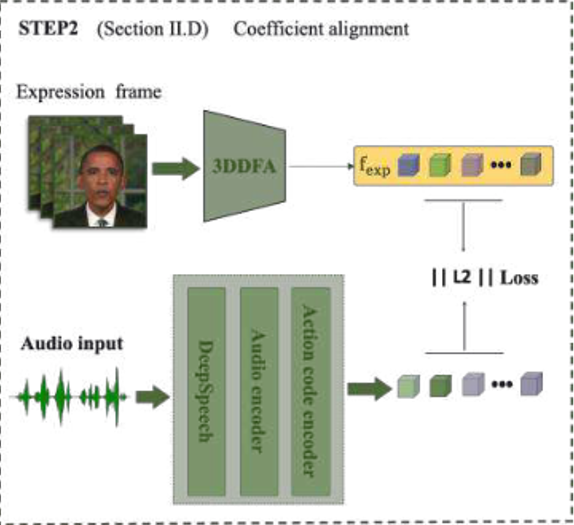 STEP2 (Section II.D) Coefficient alignment
Expression frame
3DDFA
fexp
|| L2 || Loss
Audio input
DeepSpeech
Audio encoder
Action code encoder